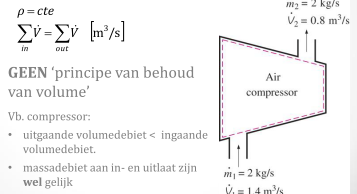 ρ=cte
∑V̇ = ∑V̇ [m³/s]
in out
GEEN ‘principe van behoud
van volume’
Vb. compressor:
• uitgaande volumedebiet < ingaande
volumedebiet.
• massadebiet aan in- en uitlaat zijn
wel gelijk
ṁ₂ = 2 kg/s
V̇₂ = 0.8 m³/s
Air
compressor
ṁ₁ = 2 kg/s
V̇₁ = 1.4 m³/s